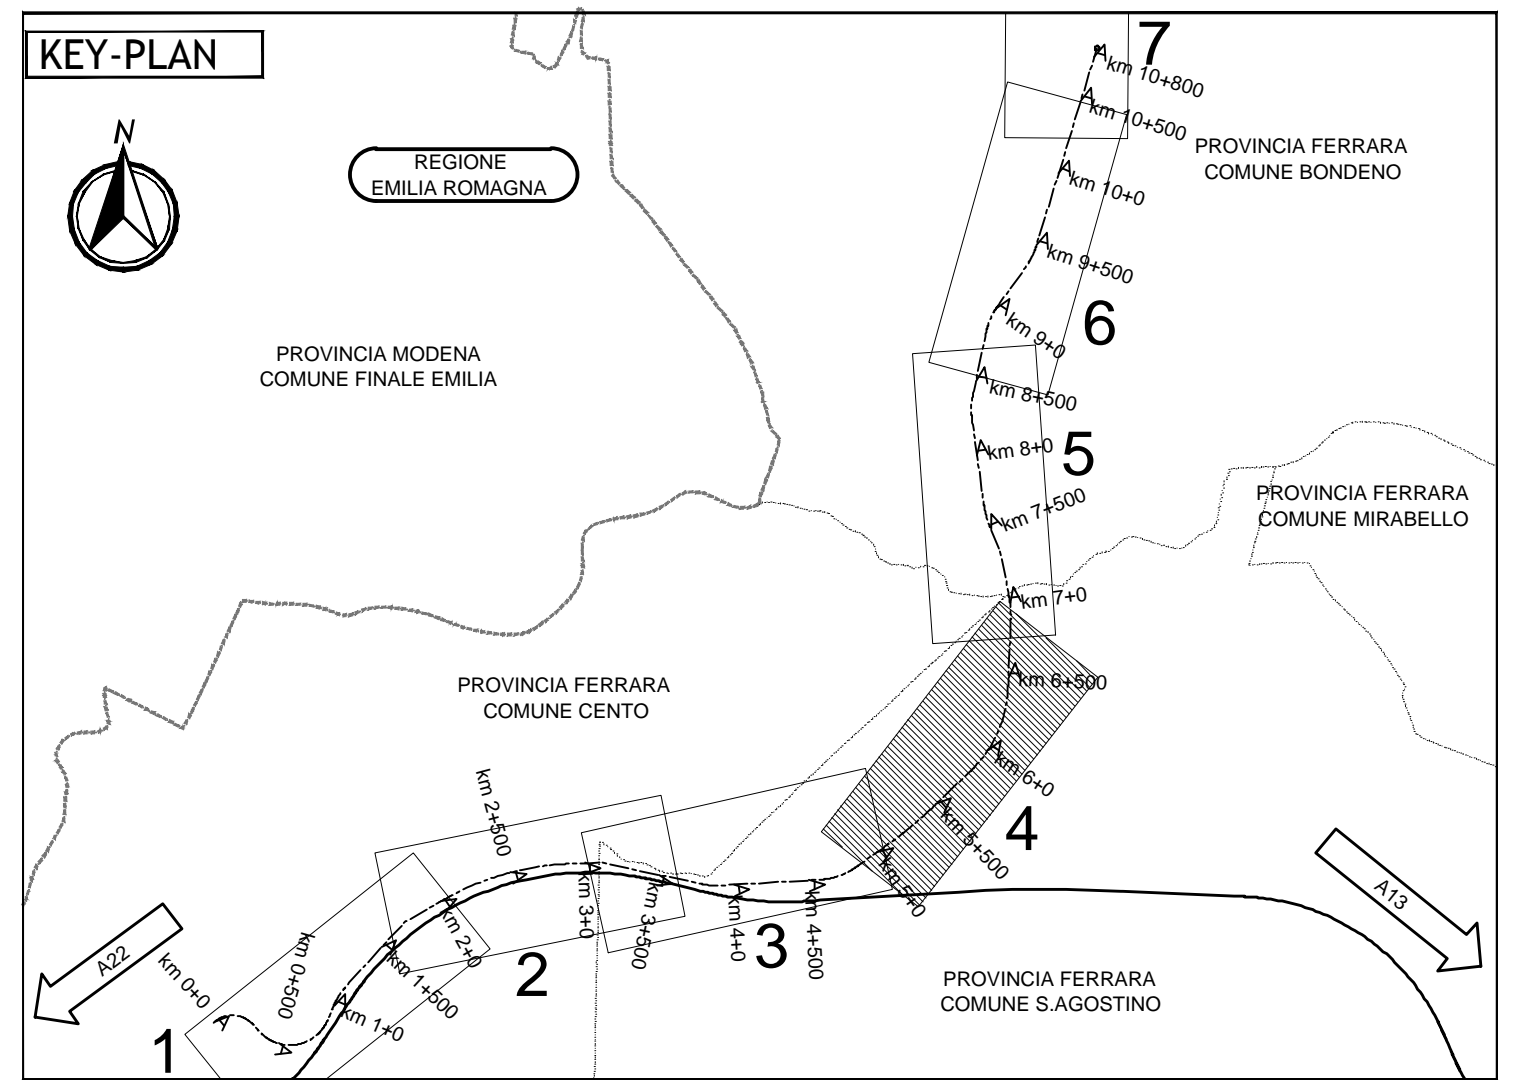 KEY-PLAN
N
REGIONE
EMILIA ROMAGNA
7
km 10+800
km 10+500
PROVINCIA FERRARA
COMUNE BONDENO
km 10+0
km 9+500
6
km 9+0
PROVINCIA MODENA
COMUNE FINALE EMILIA
km 8+500
5
km 8+0
km 7+500
PROVINCIA FERRARA
COMUNE MIRABELLO
km 7+0
km 6+500
PROVINCIA FERRARA
COMUNE CENTO
km 6+0
4
km 5+500
km 5+0
km 2+500
km 3+0
km 3+500
km 4+0
km 4+500
3
2
km 2+0
km 1+500
km 1+0
km 0+500
km 0+0
1
A22
A13
PROVINCIA FERRARA
COMUNE S.AGOSTINO